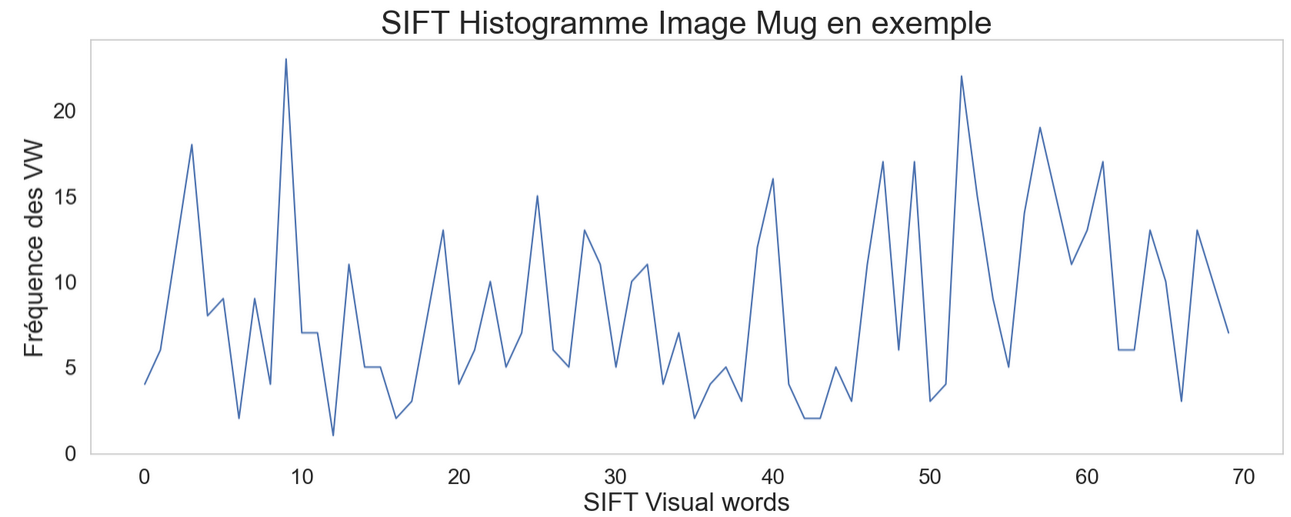 SIFT Histogramme Image Mug en exemple
Fréquence des VW
20
15
10
5
0
0 10 20 30 40 50 60 70
SIFT Visual words